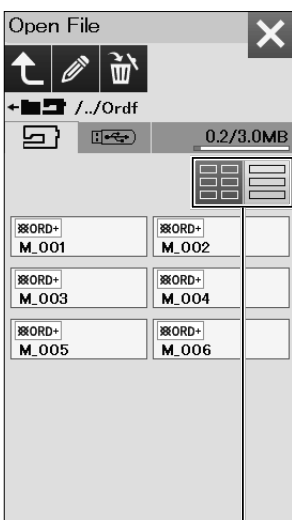 Open File
/../Ordf
0.2/3.0MB
ORD+ ORD+
M_001 M_002
ORD+ ORD+
M_003 M_004
ORD+ ORD+
M_005 M_006